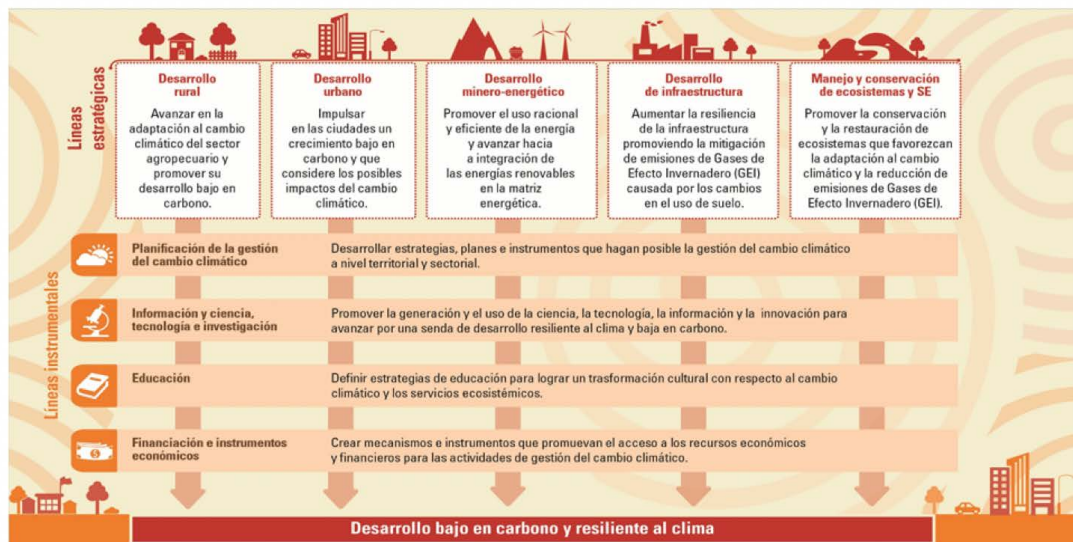 Líneas
estratégicas
Desarrollo
rural
Avanzar en la
adaptación al cambio
climático del sector
agropecuario y
promover su
desarrollo bajo en
carbono.
Desarrollo
urbano
Impulsar
en las ciudades un
crecimiento bajo en
carbono y que
considere los posibles
impactos del cambio
climático.
Desarrollo
minero-energético
Promover el uso racional
y eficiente de la energía
y avanzar hacia
a integración de
las energías renovables
en la matriz
energética.
Desarrollo
de infraestructura
Aumentar la resiliencia
de la infraestructura
promoviendo la mitigación
de emisiones de Gases de
Efecto Invernadero (GEI)
causada por los cambios
en el uso de suelo.
Manejo y conservación
de ecosistemas y SE
Promover la conservación
y la restauración de
ecosistemas que favorezcan
la adaptación al cambio
climático y la reducción de
emisiones de Gases de
Efecto Invernadero (GEI).
Líneas instrumentales
Planificación de la gestión
del cambio climático
Desarrollar estrategias, planes e instrumentos que hagan posible la gestión del cambio climático
a nivel territorial y sectorial.
Información y ciencia,
tecnología e investigación
Promover la generación y el uso de la ciencia, la tecnología, la información y la innovación para
avanzar por una senda de desarrollo resiliente al clima y baja en carbono.
Educación
Definir estrategias de educación para lograr un trasformación cultural con respecto al cambio
climático y los servicios ecosistémicos.
Financiación e instrumentos
económicos
Crear mecanismos e instrumentos que promuevan el acceso a los recursos económicos
y financieros para las actividades de gestión del cambio climático.
Desarrollo bajo en carbono y resiliente al clima